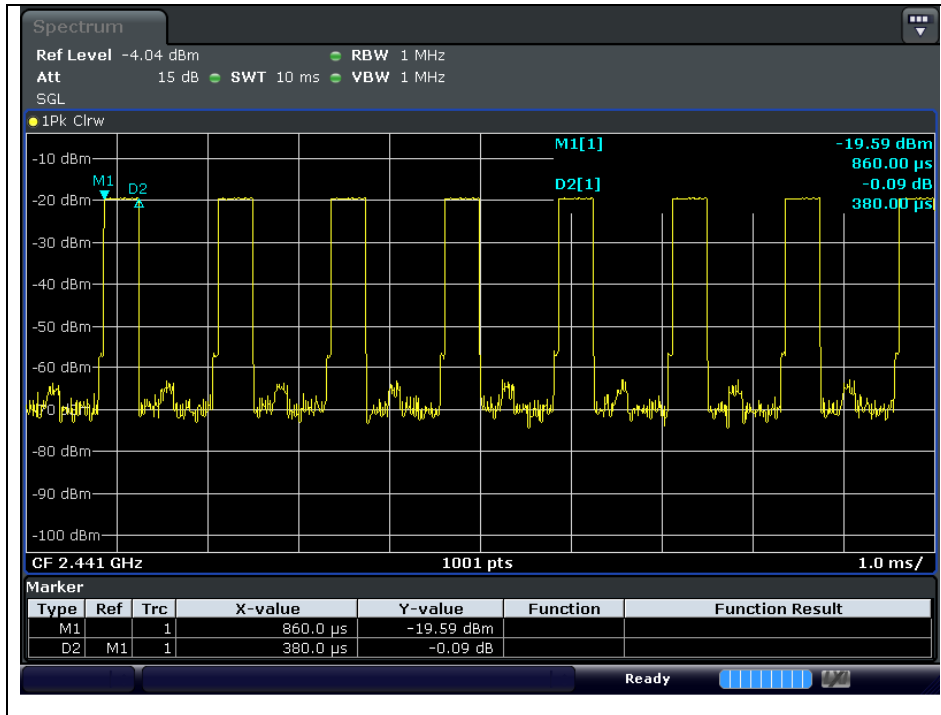 Spectrum
Ref Level -4.04 dBm RBW 1 MHz
Att 15 dB SWT 10 ms VBW 1 MHz
SGL
1Pk Clrw
M1[1] -19.59 dBm
860.00 µs
D2[1] -0.09 dB
380.00 µs
M1 D2
-10 dBm
-20 dBm
-30 dBm
-40 dBm
-50 dBm
-60 dBm
-70 dBm
-80 dBm
-90 dBm
-100 dBm
CF 2.441 GHz 1001 pts 1.0 ms/
Marker
Type Ref Trc X-value Y-value Function Function Result
M1 1 860.0 µs -19.59 dBm
D2 M1 1 380.0 µs -0.09 dB
Ready